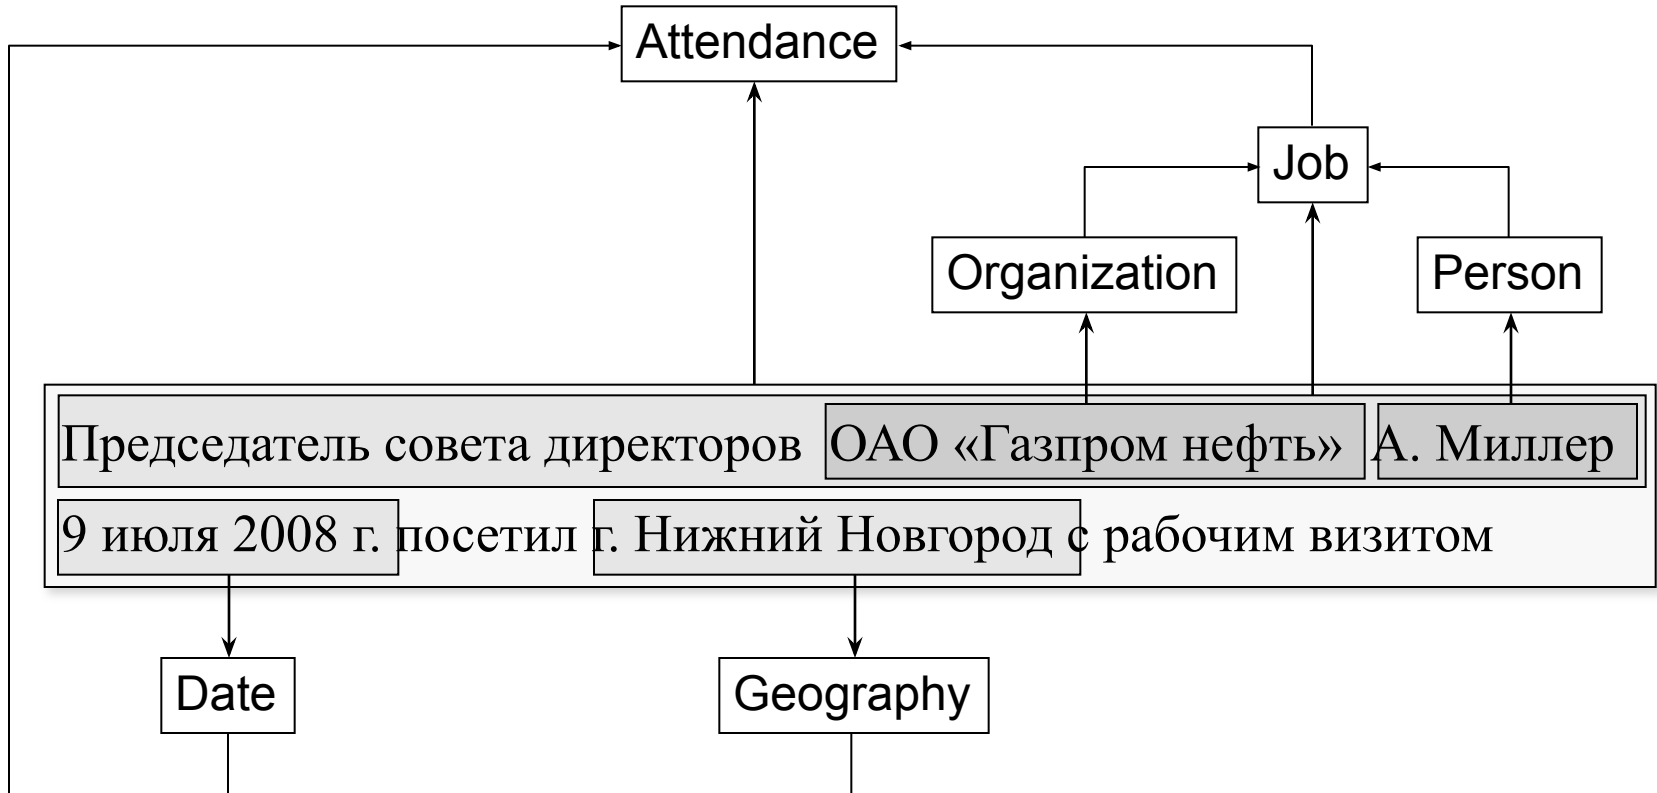 Attendance
Job
Organization
Person
Председатель совета директоров ОАО «Газпром нефть» А. Миллер
9 июля 2008 г. посетил г. Нижний Новгород с рабочим визитом
Date
Geography